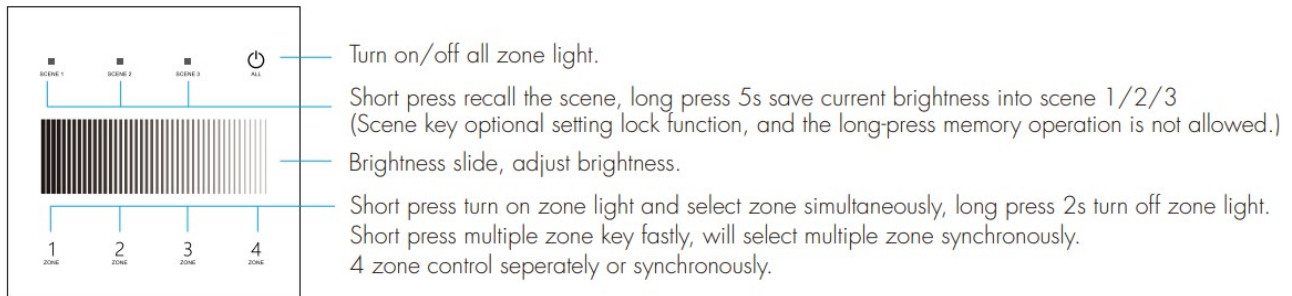 SCENE 1 SCENE 2 SCENE 3 ALL
Turn on/off all zone light.
Short press recall the scene, long press 5s save current brightness into scene 1/2/3
(Scene key optional setting lock function, and the long-press memory operation is not allowed.)
Brightness slide, adjust brightness.
Short press turn on zone light and select zone simultaneously, long press 2s turn off zone light.
Short press multiple zone key fastly, will select multiple zone synchronous.
4 zone control seperately or synchronously.
1 2 3 4
ZONE ZONE ZONE ZONE